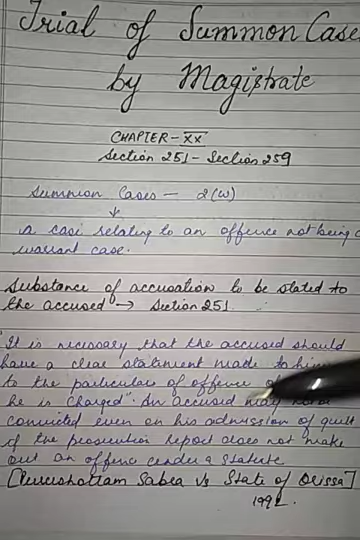 Trial of Summon Case
by Magistrate
CHAPTER - XX
Section 251 - Section 259
Summon Cases — 2(w)
a case relating to an offence not being a
warrant case.
Substance of accusation to be stated to
the accused → Section 251.
"It is necessary that the accused should
have a clear statement made to him
to the particulars of offence
he is charged". An accused may
convicted even on his admission of guilt
if the prosecution report does not make
out an offence under a statute
[Purushottam Sabra vs State of Orissa]
1992.